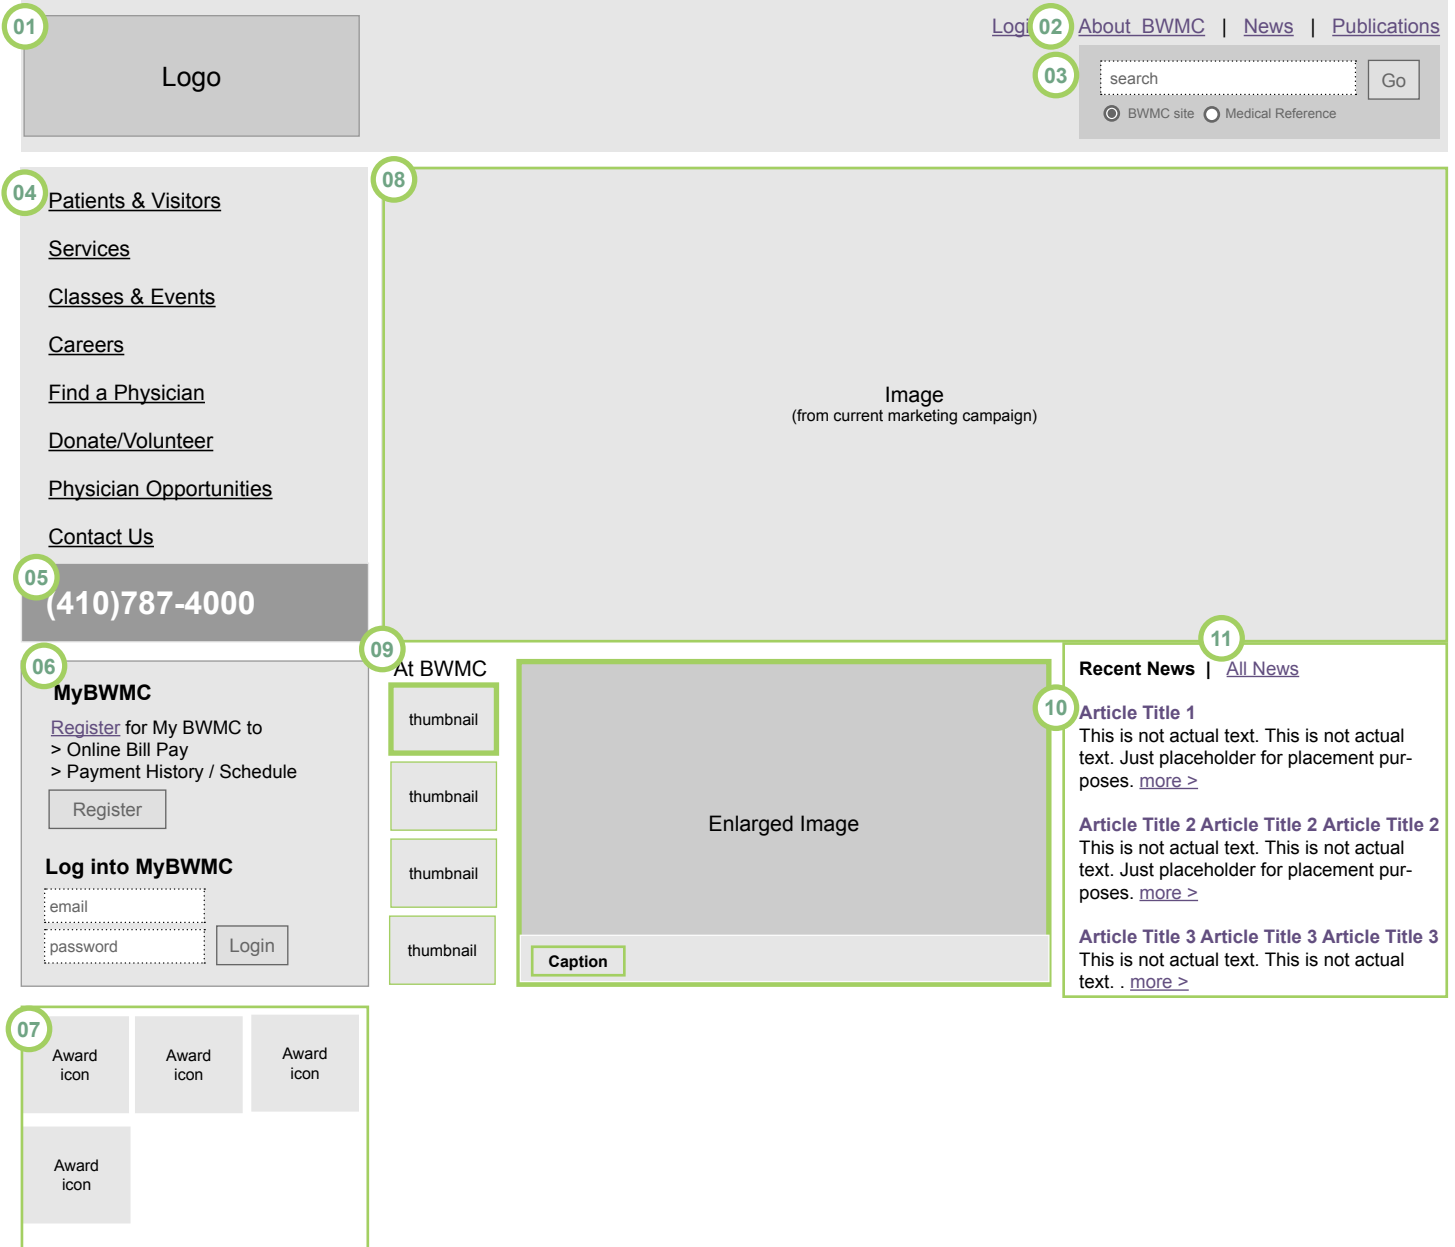 01
Logo
Logi 02 About BWMC | News | Publications
03
search
Go
BWMC site Medical Reference
04
Patients & Visitors
Services
Classes & Events
Careers
Find a Physician
Donate/Volunteer
Physician Opportunities
Contact Us
05
(410)787-4000
06
MyBWMC
Register for My BWMC to
> Online Bill Pay
> Payment History / Schedule
Register
Log into MyBWMC
email
password
Login
07
Award
icon
Award
icon
Award
icon
Award
icon
08
Image
(from current marketing campaign)
09
At BWMC
thumbnail
thumbnail
thumbnail
thumbnail
Enlarged Image
Caption
10
11
Recent News | All News
Article Title 1
This is not actual text. This is not actual
text. Just placeholder for placement pur-
poses. more >
Article Title 2 Article Title 2 Article Title 2
This is not actual text. This is not actual
text. Just placeholder for placement pur-
poses. more >
Article Title 3 Article Title 3 Article Title 3
This is not actual text. This is not actual
text. . more >